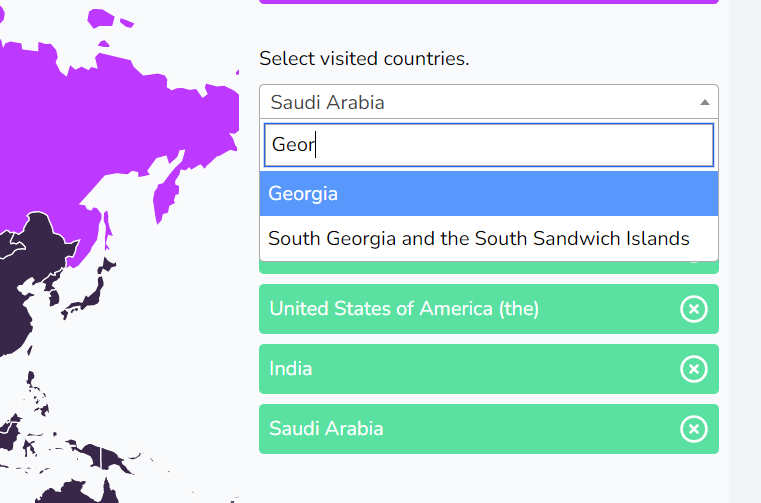 Select visited countries.
Saudi Arabia
Geor
Georgia
South Georgia and the South Sandwich Islands
United States of America (the)
India
Saudi Arabia